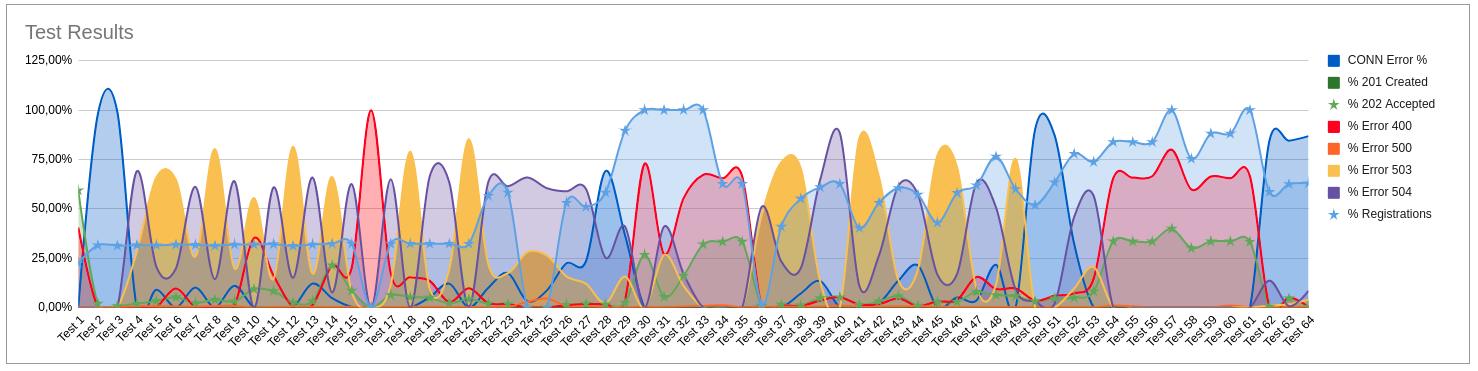 Test Results
125,00%
100,00%
75,00%
50,00%
25,00%
0,00%
Test 1
Test 2
Test 3
Test 4
Test 5
Test 6
Test 7
Test 8
Test 9
Test 10
Test 11
Test 12
Test 13
Test 14
Test 15
Test 16
Test 17
Test 18
Test 19
Test 20
Test 21
Test 22
Test 23
Test 24
Test 25
Test 26
Test 27
Test 28
Test 29
Test 30
Test 31
Test 32
Test 33
Test 34
Test 35
Test 36
Test 37
Test 38
Test 39
Test 40
Test 41
Test 42
Test 43
Test 44
Test 45
Test 46
Test 47
Test 48
Test 49
Test 50
Test 51
Test 52
Test 53
Test 54
Test 55
Test 56
Test 57
Test 58
Test 59
Test 60
Test 61
Test 62
Test 63
Test 64
CONN Error %
% 201 Created
% 202 Accepted
% Error 400
% Error 500
% Error 503
% Error 504
% Registrations